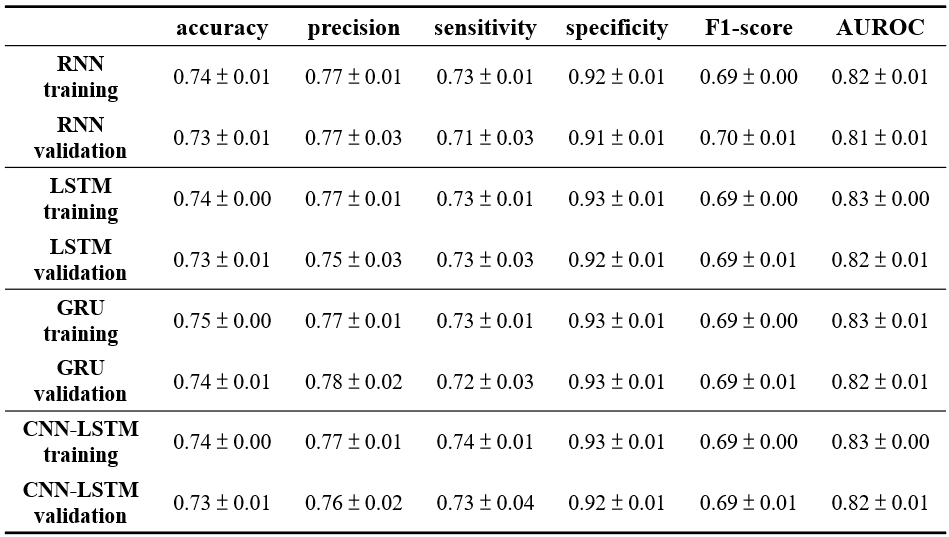 accuracy precision sensitivity specificity F1-score AUROC
RNN training 0.74 ± 0.01 0.77 ± 0.01 0.73 ± 0.01 0.92 ± 0.01 0.69 ± 0.00 0.82 ± 0.01
RNN validation 0.73 ± 0.01 0.77 ± 0.03 0.71 ± 0.03 0.91 ± 0.01 0.70 ± 0.01 0.81 ± 0.01
LSTM training 0.74 ± 0.00 0.77 ± 0.01 0.73 ± 0.01 0.93 ± 0.01 0.69 ± 0.00 0.83 ± 0.00
LSTM validation 0.73 ± 0.01 0.75 ± 0.03 0.73 ± 0.03 0.92 ± 0.01 0.69 ± 0.01 0.82 ± 0.01
GRU training 0.75 ± 0.00 0.77 ± 0.01 0.73 ± 0.01 0.93 ± 0.01 0.69 ± 0.00 0.83 ± 0.01
GRU validation 0.74 ± 0.01 0.78 ± 0.02 0.72 ± 0.03 0.93 ± 0.01 0.69 ± 0.01 0.82 ± 0.01
CNN-LSTM training 0.74 ± 0.00 0.77 ± 0.01 0.74 ± 0.01 0.93 ± 0.01 0.69 ± 0.00 0.83 ± 0.00
CNN-LSTM validation 0.73 ± 0.01 0.76 ± 0.02 0.73 ± 0.04 0.92 ± 0.01 0.69 ± 0.01 0.82 ± 0.01